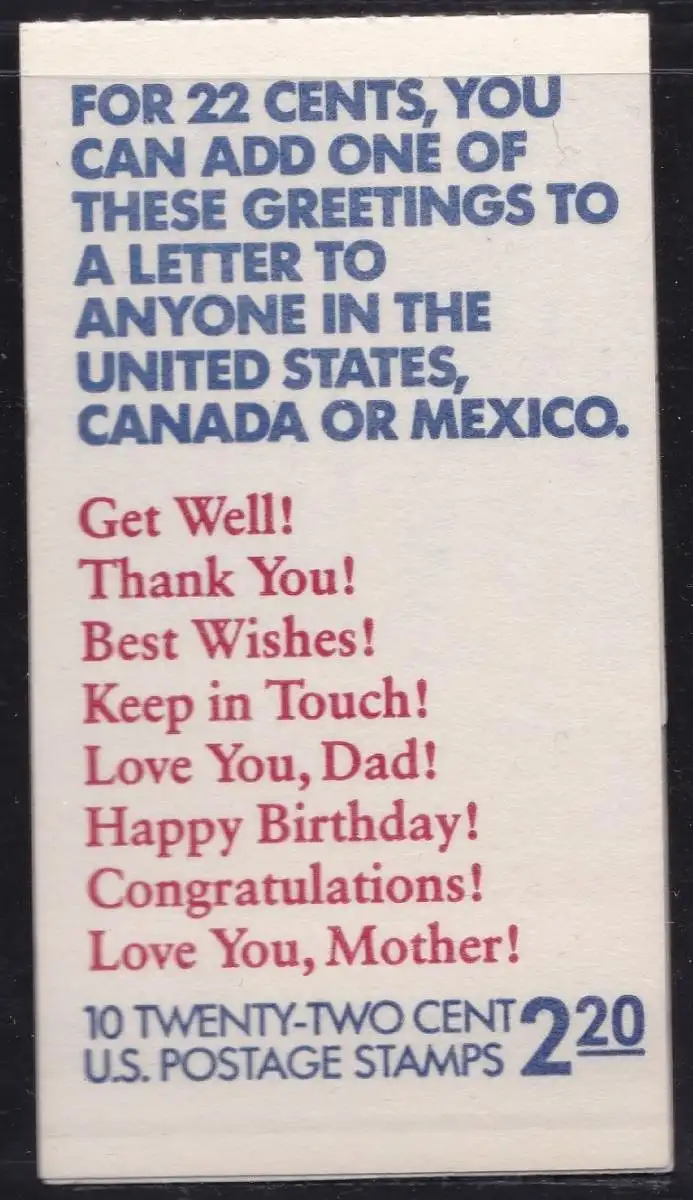 FOR 22 CENTS, YOU
CAN ADD ONE OF
THESE GREETINGS TO
A LETTER TO
ANYONE IN THE
UNITED STATES,
CANADA OR MEXICO.
Get Well!
Thank You!
Best Wishes!
Keep in Touch!
Love You, Dad!
Happy Birthday!
Congratulations!
Love You, Mother!
10 TWENTY-TWO CENT
U.S. POSTAGE STAMPS 2 20